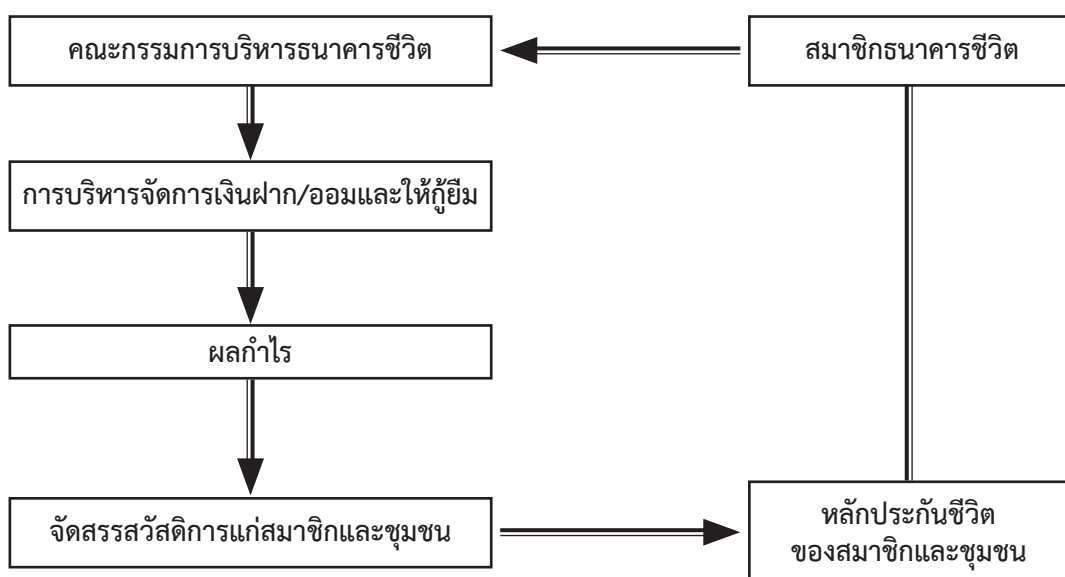 คณะกรรมการบริหารธนาคารชีวิต
สมาชิกธนาคารชีวิต
การบริหารจัดการเงินฝาก/ออมและให้กู้ยืม
ผลกำไร
จัดสรรสวัสดิการแก่สมาชิกและชุมชน
หลักประกันชีวิต
ของสมาชิกและชุมชน